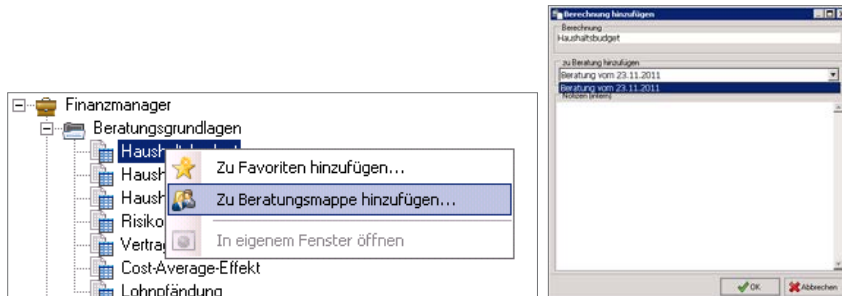 Finanzmanager
Beratungsgrundlagen
Haush
Haush
Haush
Risiko
Vertra
Cost-Average-Effekt
Lohnpfändung
Zu Favoriten hinzufügen...
Zu Beratungsmappe hinzufügen...
In eigenem Fenster öffnen
Berechnung hinzufügen
Berechnung
Haushaltsbudget
zu Beratung hinzufügen
Beratung vom 23.11.2011
Beratung vom 23.11.2011
Notizen (intern)
OK
Abbrechen